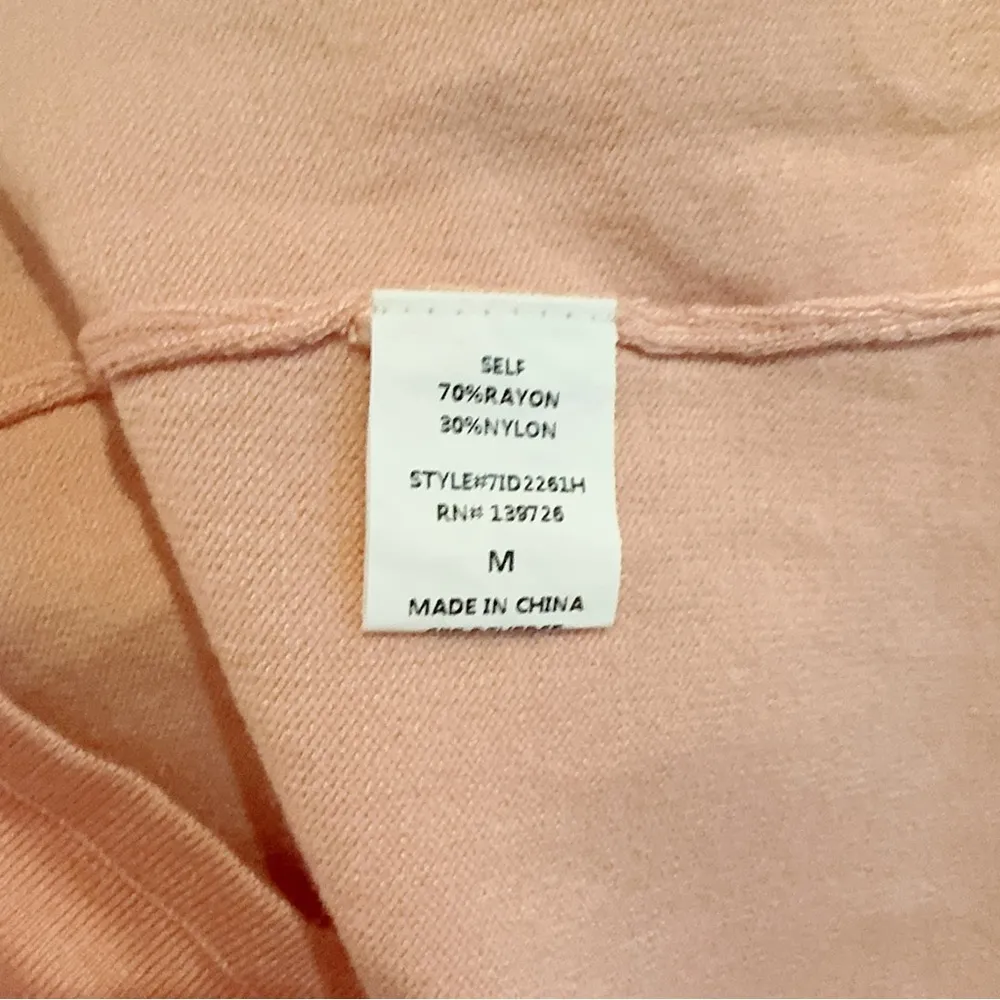 SELF
70%RAYON
30%NYLON
STYLE#7ID2261H
RN# 139726
M
MADE IN CHINA